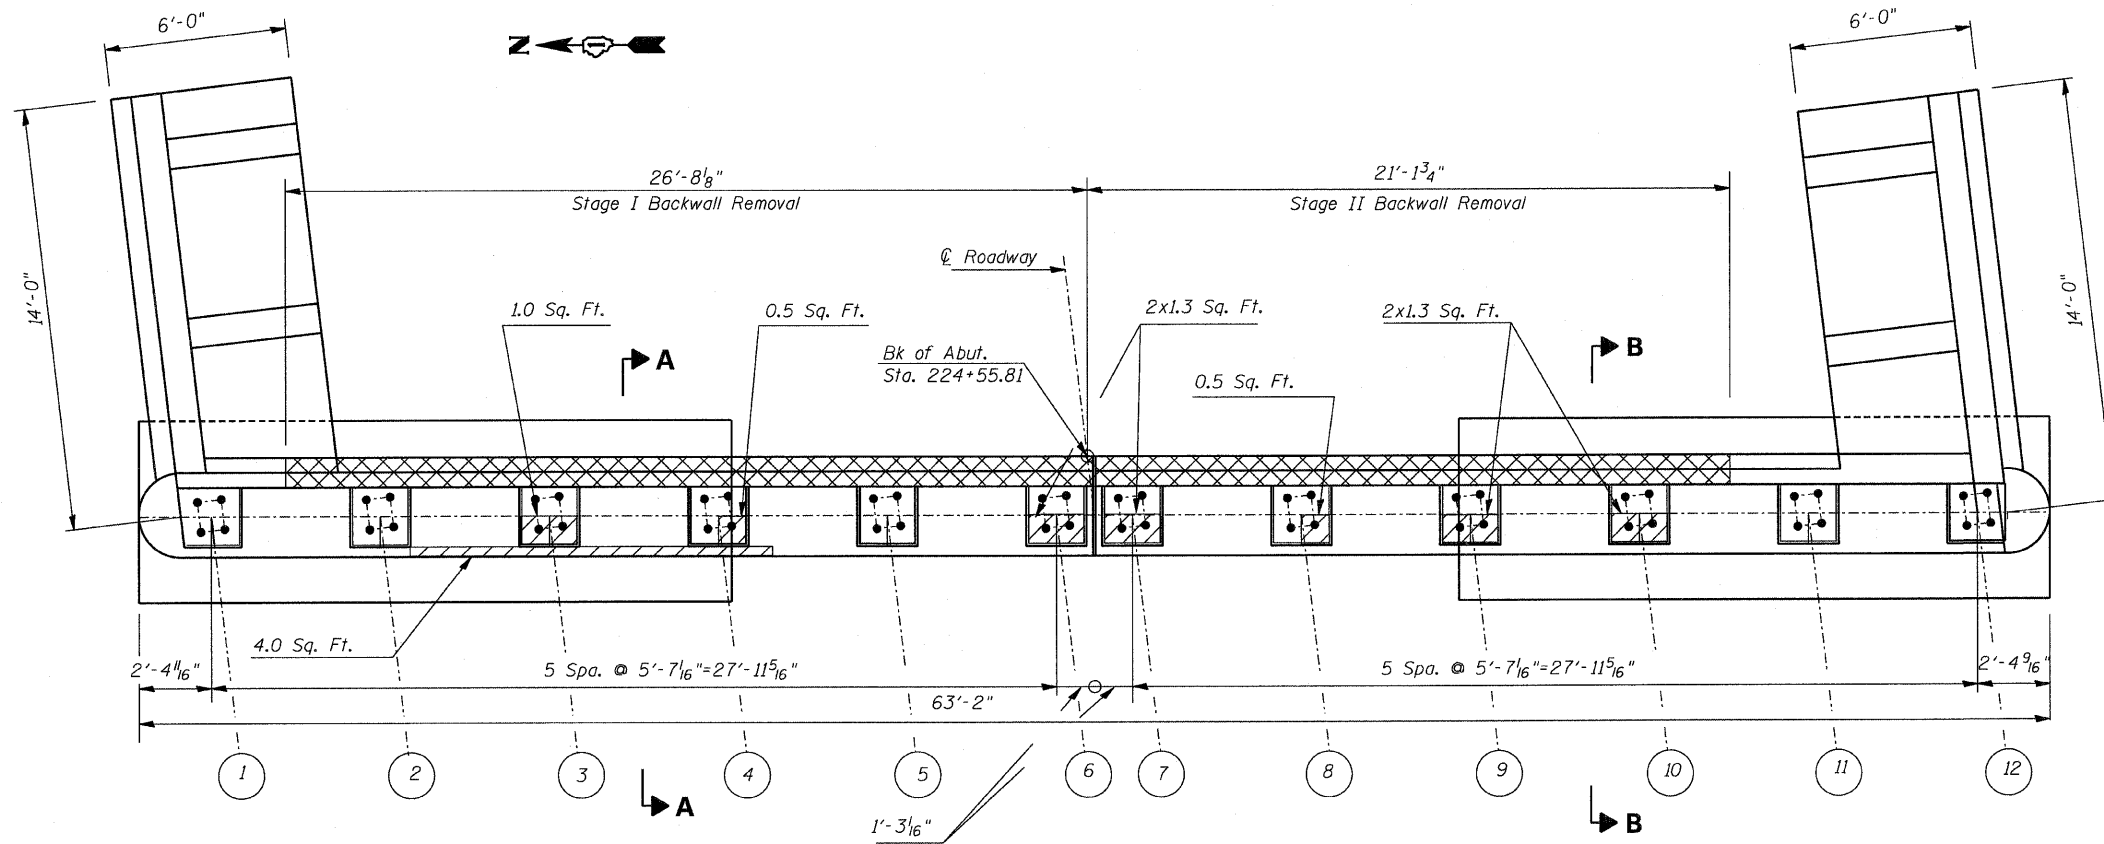 6'-0"
N
6'-0"
26'-8 1/8"
Stage I Backwall Removal
21'-1 3/4"
Stage II Backwall Removal
14'-0"
14'-0"
℄ Roadway
1.0 Sq. Ft.
0.5 Sq. Ft.
2x1.3 Sq. Ft.
2x1.3 Sq. Ft.
Bk of Abut.
Sta. 224+55.81
A
B
0.5 Sq. Ft.
4.0 Sq. Ft.
2'-4 11/16"
5 Spa. @ 5'-7 1/16"=27'-11 5/16"
5 Spa. @ 5'-7 1/16"=27'-11 5/16"
2'-4 9/16"
63'-2"
1 2 3 4 5 6 7 8 9 10 11 12
A
B
1'-3 1/16"